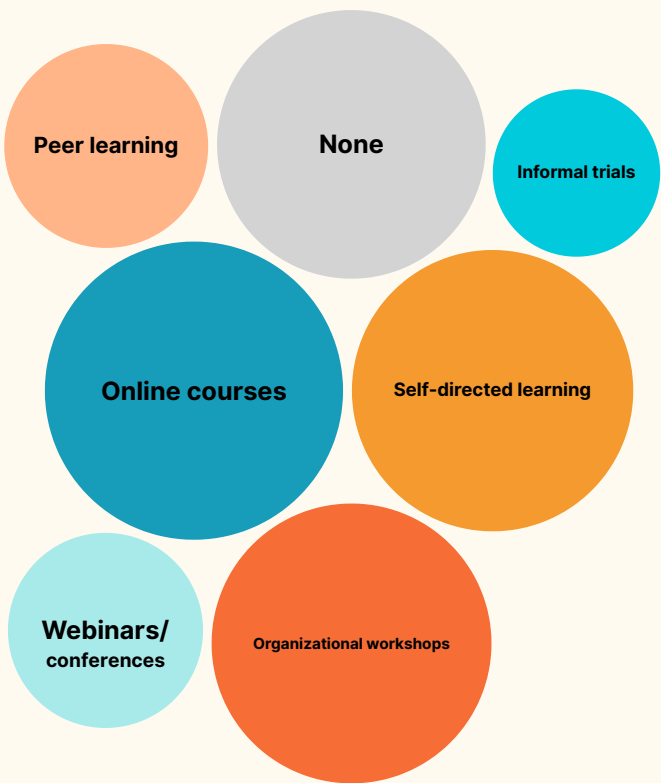 Peer learning
None
Informal trials
Online courses
Self-directed learning
Webinars/
conferences
Organizational workshops